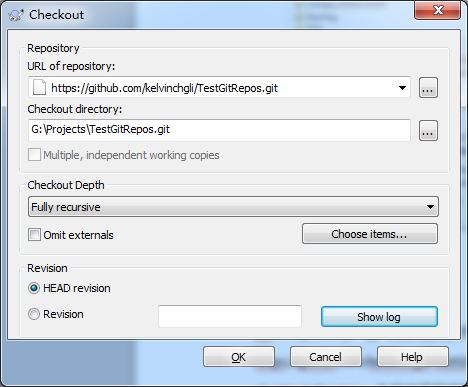 Checkout
Repository
URL of repository:
https://github.com/kelvinchgli/TestGitRepos.git
...
Checkout directory:
G:\Projects\TestGitRepos.git
...
Multiple, independent working copies
Checkout Depth
Fully recursive
Omit externals
Choose items...
Revision
HEAD revision
Revision
Show log
OK
Cancel
Help